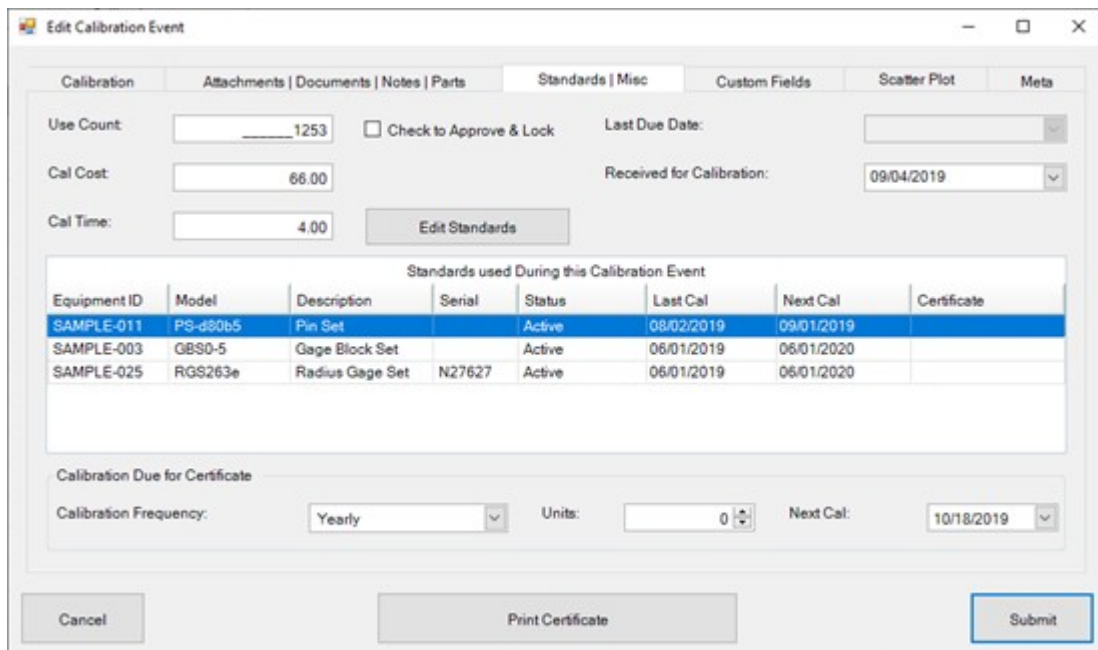 Edit Calibration Event
Calibration Attachments | Documents | Notes | Parts Standards | Misc Custom Fields Scatter Plot Meta
Use Count: ______1253 Check to Approve & Lock Last Due Date:
Cal Cost: 66.00 Received for Calibration: 09/04/2019
Cal Time: 4.00 Edit Standards
Standards used During this Calibration Event
Equipment ID Model Description Serial Status Last Cal Next Cal Certificate
SAMPLE-011 PS-d80b5 Pin Set Active 08/02/2019 09/01/2019
SAMPLE-003 GBS0-5 Gage Block Set Active 06/01/2019 06/01/2020
SAMPLE-025 RGS263e Radius Gage Set N27627 Active 06/01/2019 06/01/2020
Calibration Due for Certificate
Calibration Frequency: Yearly Units: 0 Next Cal: 10/18/2019
Cancel Print Certificate Submit